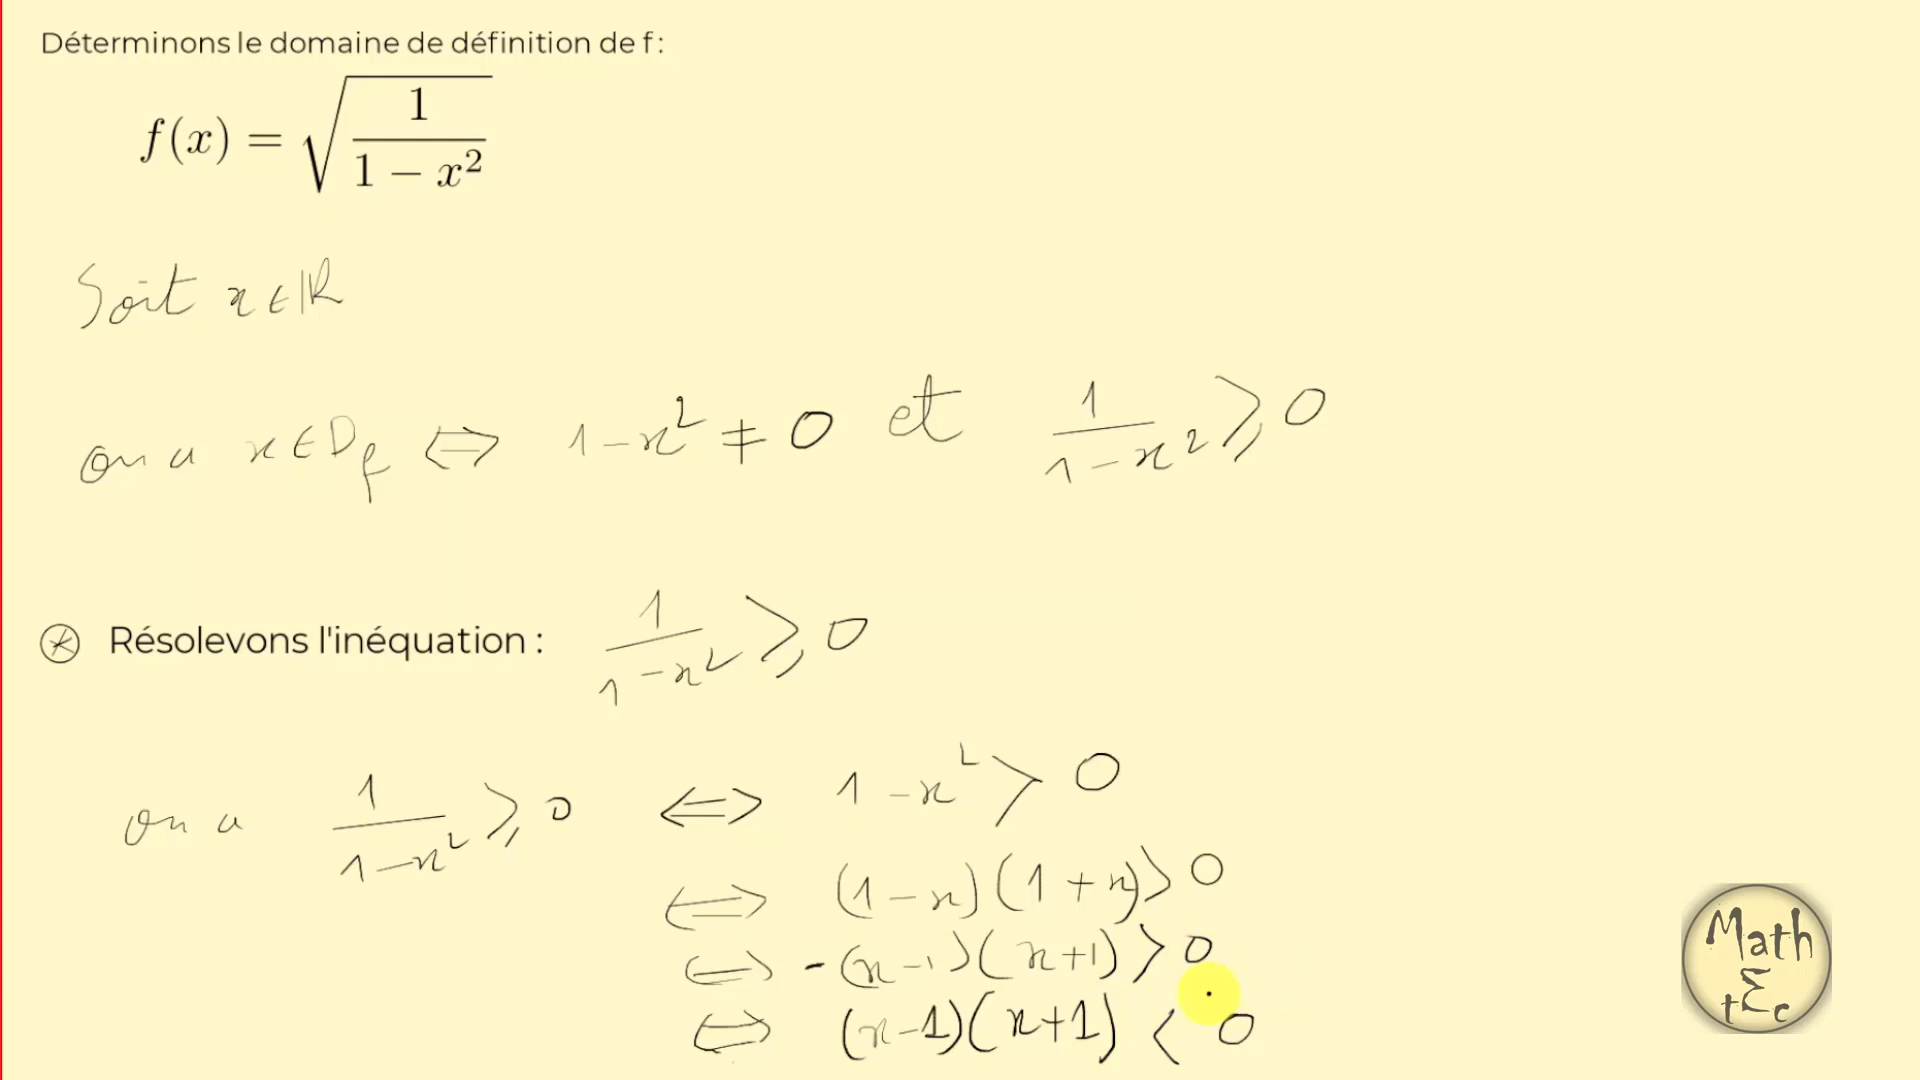 Déterminons le domaine de définition de f :
f(x) = √(1/(1 − x²))
Soit x ∈ ℝ
on a x ∈ D_f ⇔ 1 − x² ≠ 0 et 1/(1 − x²) ⩾ 0
⊛ Résolevons l'inéquation : 1/(1 − x²) ⩾ 0
on a 1/(1 − x²) ⩾ 0 ⇔ 1 − x² > 0
⇔ (1 − x)(1 + x) > 0
⇔ −(x − 1)(x + 1) > 0
⇔ (x − 1)(x + 1) < 0
Math
tΣc